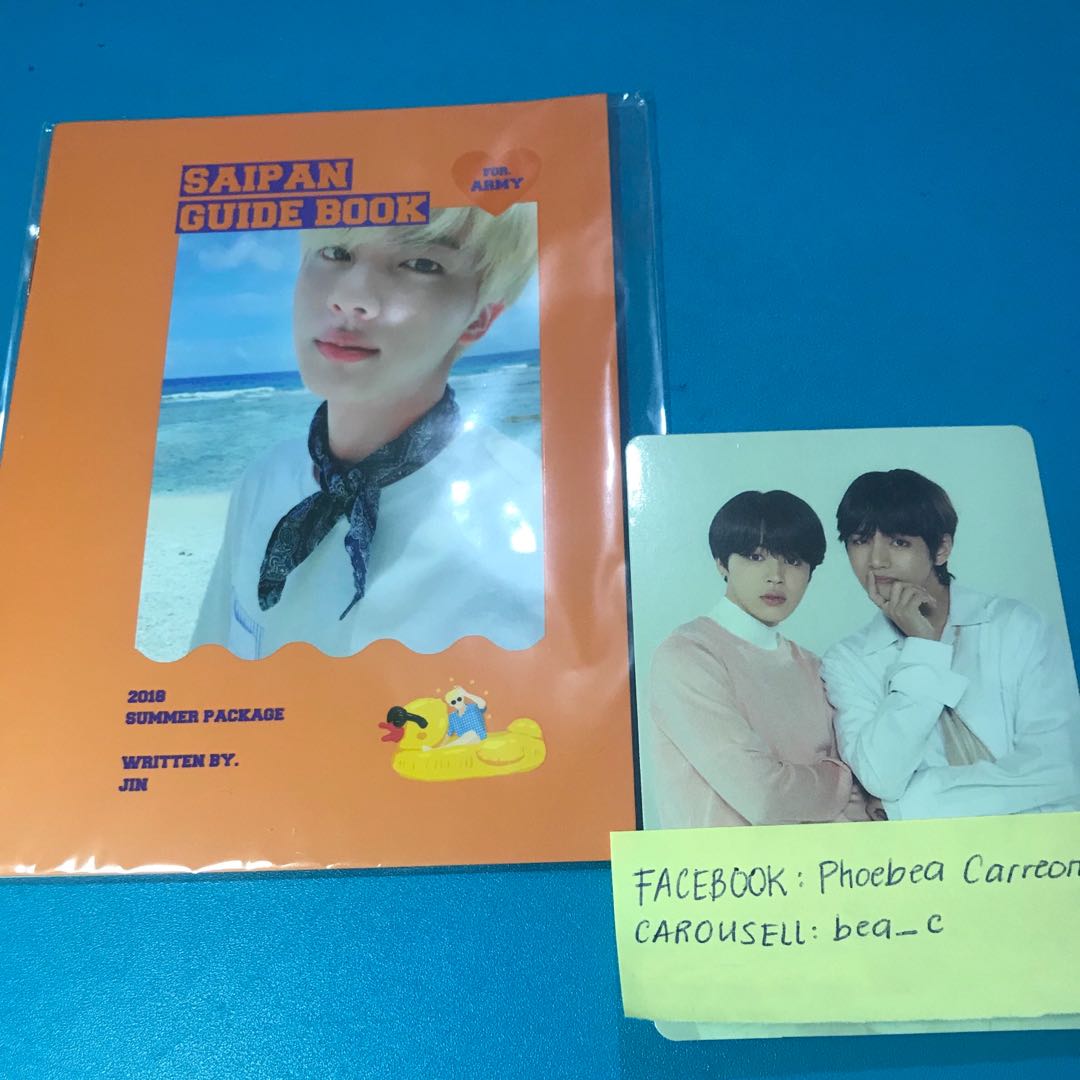 SAIPAN
GUIDE BOOK
FOR.
ARMY
2018
SUMMER PACKAGE
WRITTEN BY.
JIN
FACEBOOK: Phoebea Carreon
CAROUSELL: bea_c